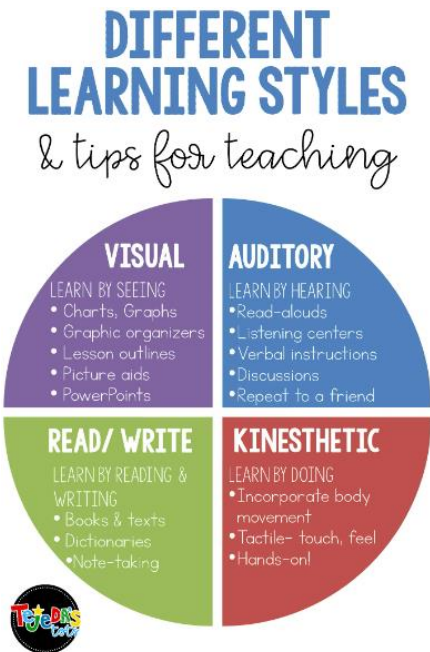 DIFFERENT
LEARNING STYLES
& tips for teaching
VISUAL
LEARN BY SEEING
• Charts, Graphs
• Graphic organizers
• Lesson outlines
• Picture aids
• PowerPoints
AUDITORY
LEARN BY HEARING
•Read-alouds
•Listening centers
•Verbal instructions
•Discussions
•Repeat to a friend
READ/ WRITE
LEARN BY READING &
WRITING
• Books & texts
• Dictionaries
•Note-taking
KINESTHETIC
LEARN BY DOING
•Incorporate body
movement
•Tactile- touch, feel
•Hands-on!
TejeDA's
tots